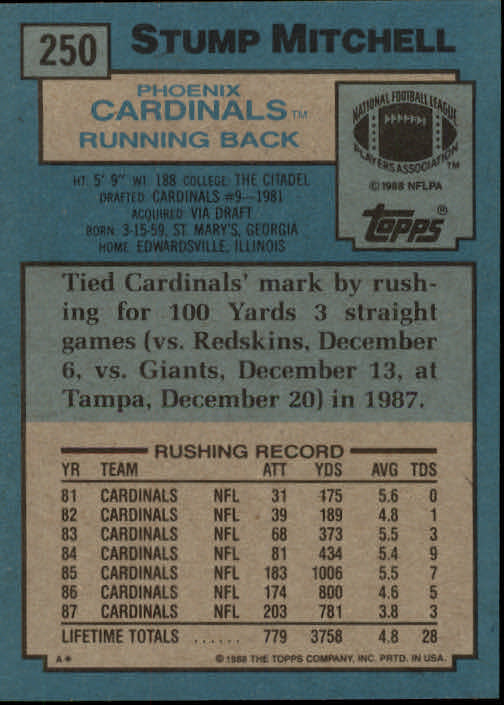 250
STUMP MITCHELL
PHOENIX
CARDINALS™
RUNNING BACK
NATIONAL FOOTBALL LEAGUE
PLAYERS ASSOCIATION™
© 1988 NFLPA
topps®
HT: 5' 9" WT: 188 COLLEGE: THE CITADEL
DRAFTED: CARDINALS #9—1981
ACQUIRED: VIA DRAFT
BORN: 3-15-59, ST. MARY'S, GEORGIA
HOME: EDWARDSVILLE, ILLINOIS
Tied Cardinals' mark by rush-
ing for 100 Yards 3 straight
games (vs. Redskins, December
6, vs. Giants, December 13, at
Tampa, December 20) in 1987.
RUSHING RECORD
YR TEAM ATT YDS AVG TDS
81 CARDINALS NFL 31 175 5.6 0
82 CARDINALS NFL 39 189 4.8 1
83 CARDINALS NFL 68 373 5.5 3
84 CARDINALS NFL 81 434 5.4 9
85 CARDINALS NFL 183 1006 5.5 7
86 CARDINALS NFL 174 800 4.6 5
87 CARDINALS NFL 203 781 3.8 3
LIFETIME TOTALS ...... 779 3758 4.8 28
A* © 1988 THE TOPPS COMPANY, INC. PRTD. IN USA.